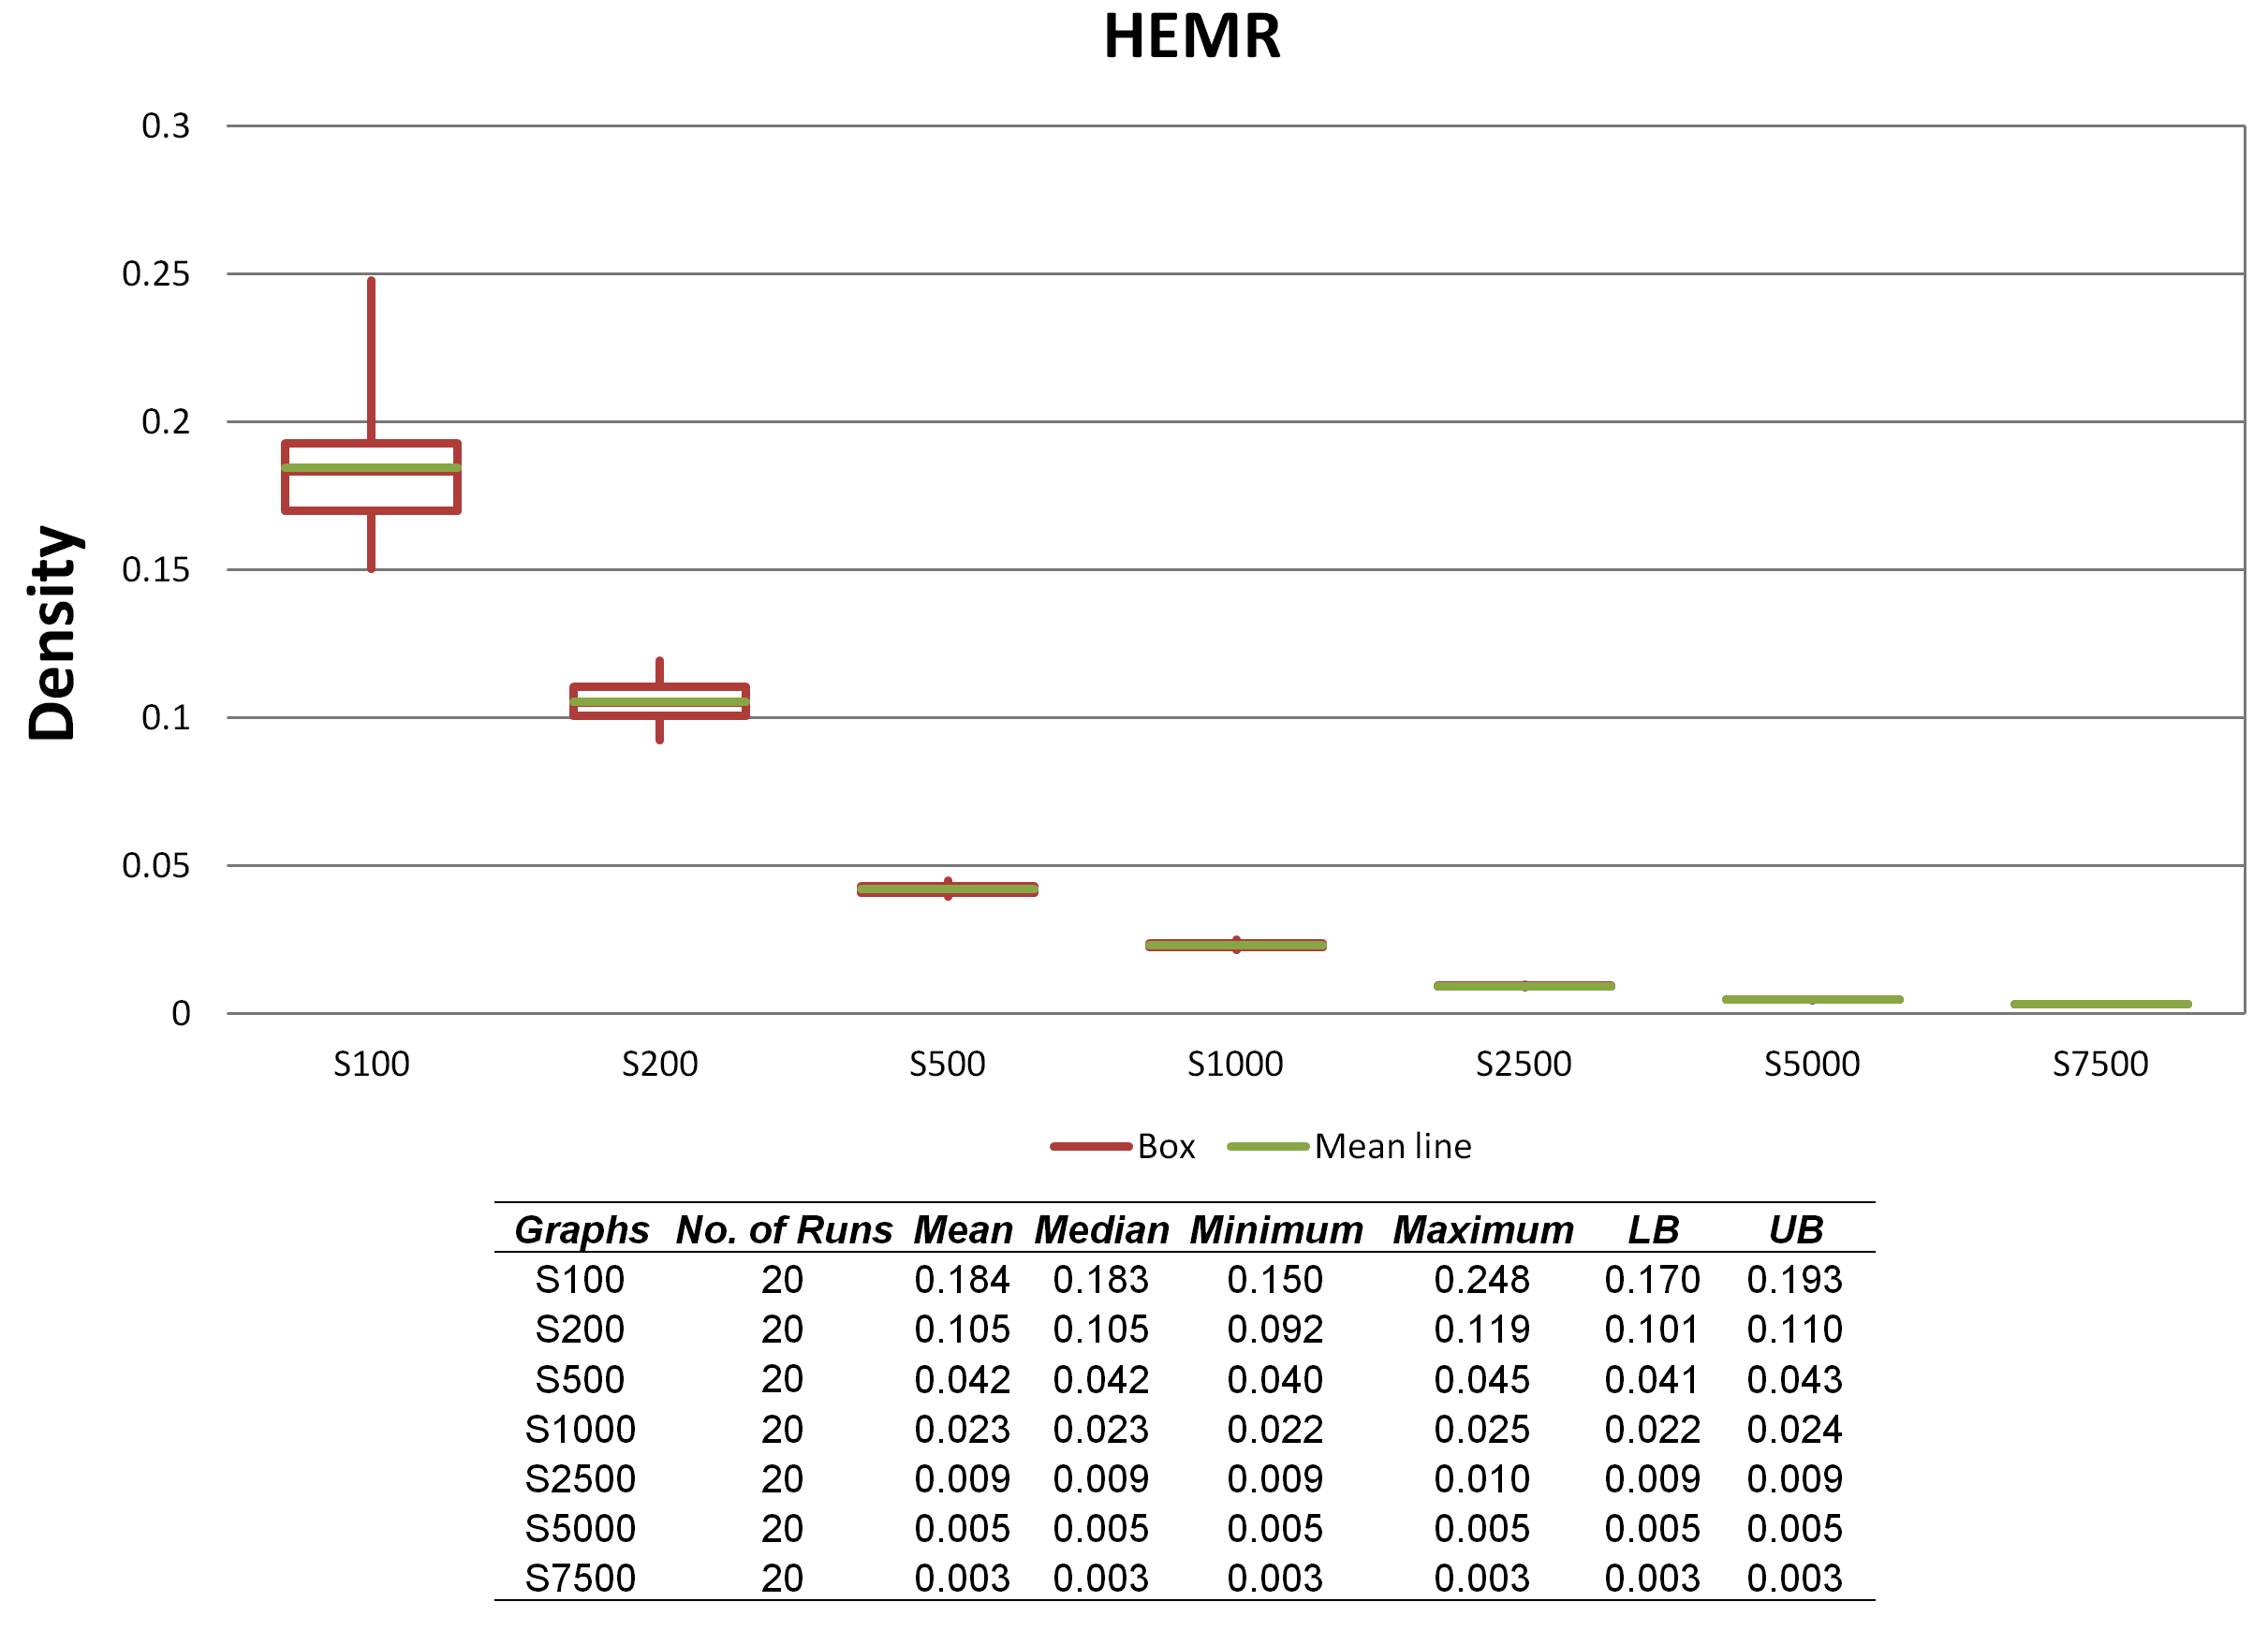 HEMR
0.3
0.25
0.2
0.15
0.1
0.05
0
Density
S100 S200 S500 S1000 S2500 S5000 S7500
Box Mean line
Graphs No. of Runs Mean Median Minimum Maximum LB UB
S100 20 0.184 0.183 0.150 0.248 0.170 0.193
S200 20 0.105 0.105 0.092 0.119 0.101 0.110
S500 20 0.042 0.042 0.040 0.045 0.041 0.043
S1000 20 0.023 0.023 0.022 0.025 0.022 0.024
S2500 20 0.009 0.009 0.009 0.010 0.009 0.009
S5000 20 0.005 0.005 0.005 0.005 0.005 0.005
S7500 20 0.003 0.003 0.003 0.003 0.003 0.003